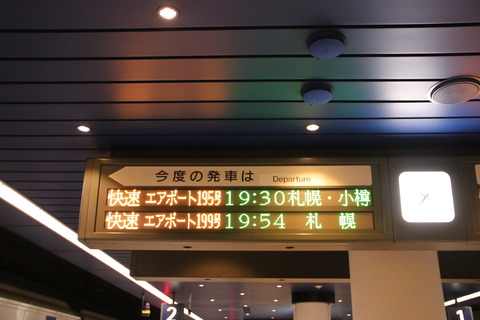 今度の発車は Departure
快速 エアポート195号 19:30 札幌・小樽
快速 エアポート199号 19:54 札幌
2
1